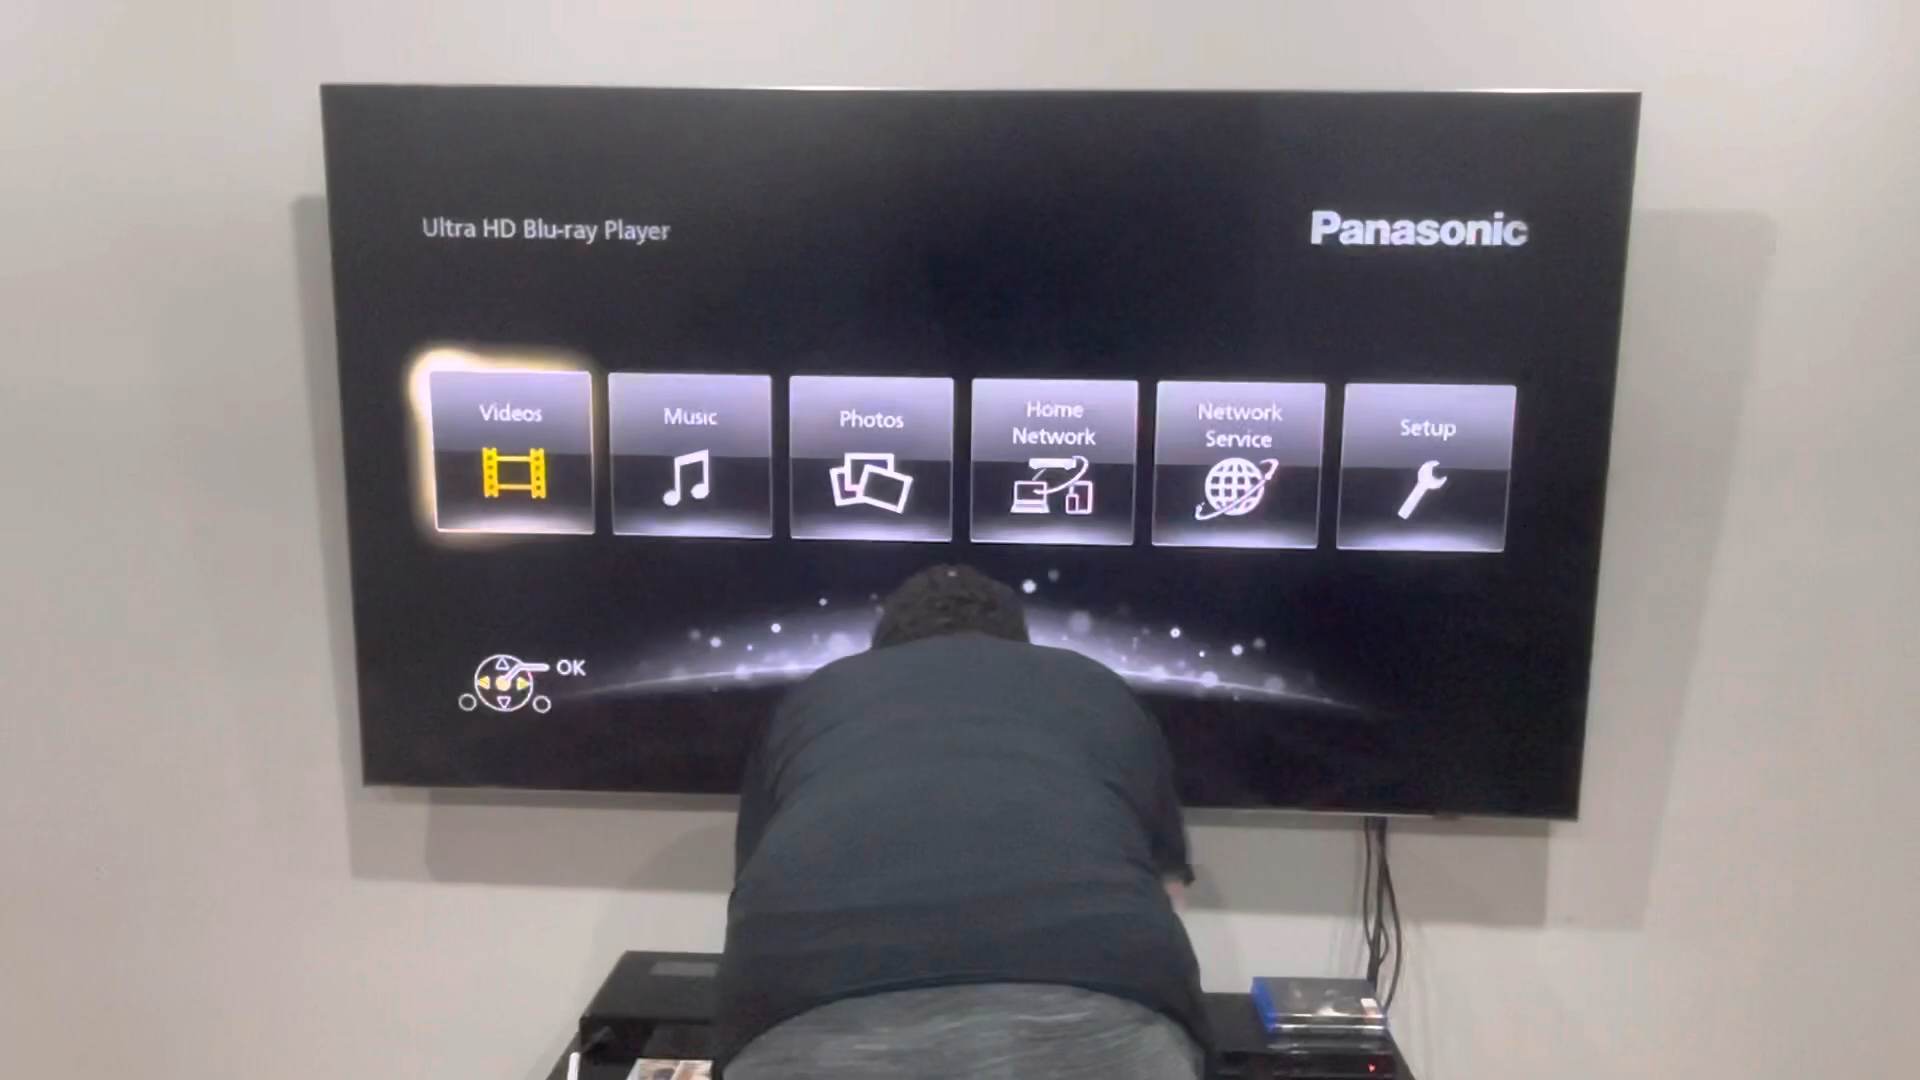 Ultra HD Blu-ray Player
Panasonic
Videos
Music
Photos
Home
Network
Network
Service
Setup
OK